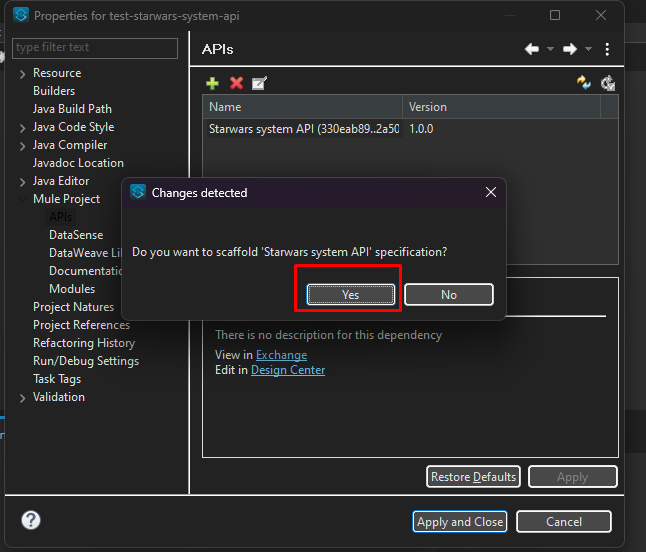 Properties for test-starwars-system-api
type filter text
APIs
Resource
Builders
Java Build Path
Java Code Style
Java Compiler
Javadoc Location
Java Editor
Mule Project
APIs
DataSense
DataWeave Li
Documentatio
Modules
Project Natures
Project References
Refactoring History
Run/Debug Settings
Task Tags
Validation
Name Version
Starwars system API (330eab89..2a50 1.0.0
Changes detected
Do you want to scaffold 'Starwars system API' specification?
Yes No
There is no description for this dependency
View in Exchange
Edit in Design Center
Restore Defaults Apply
Apply and Close Cancel